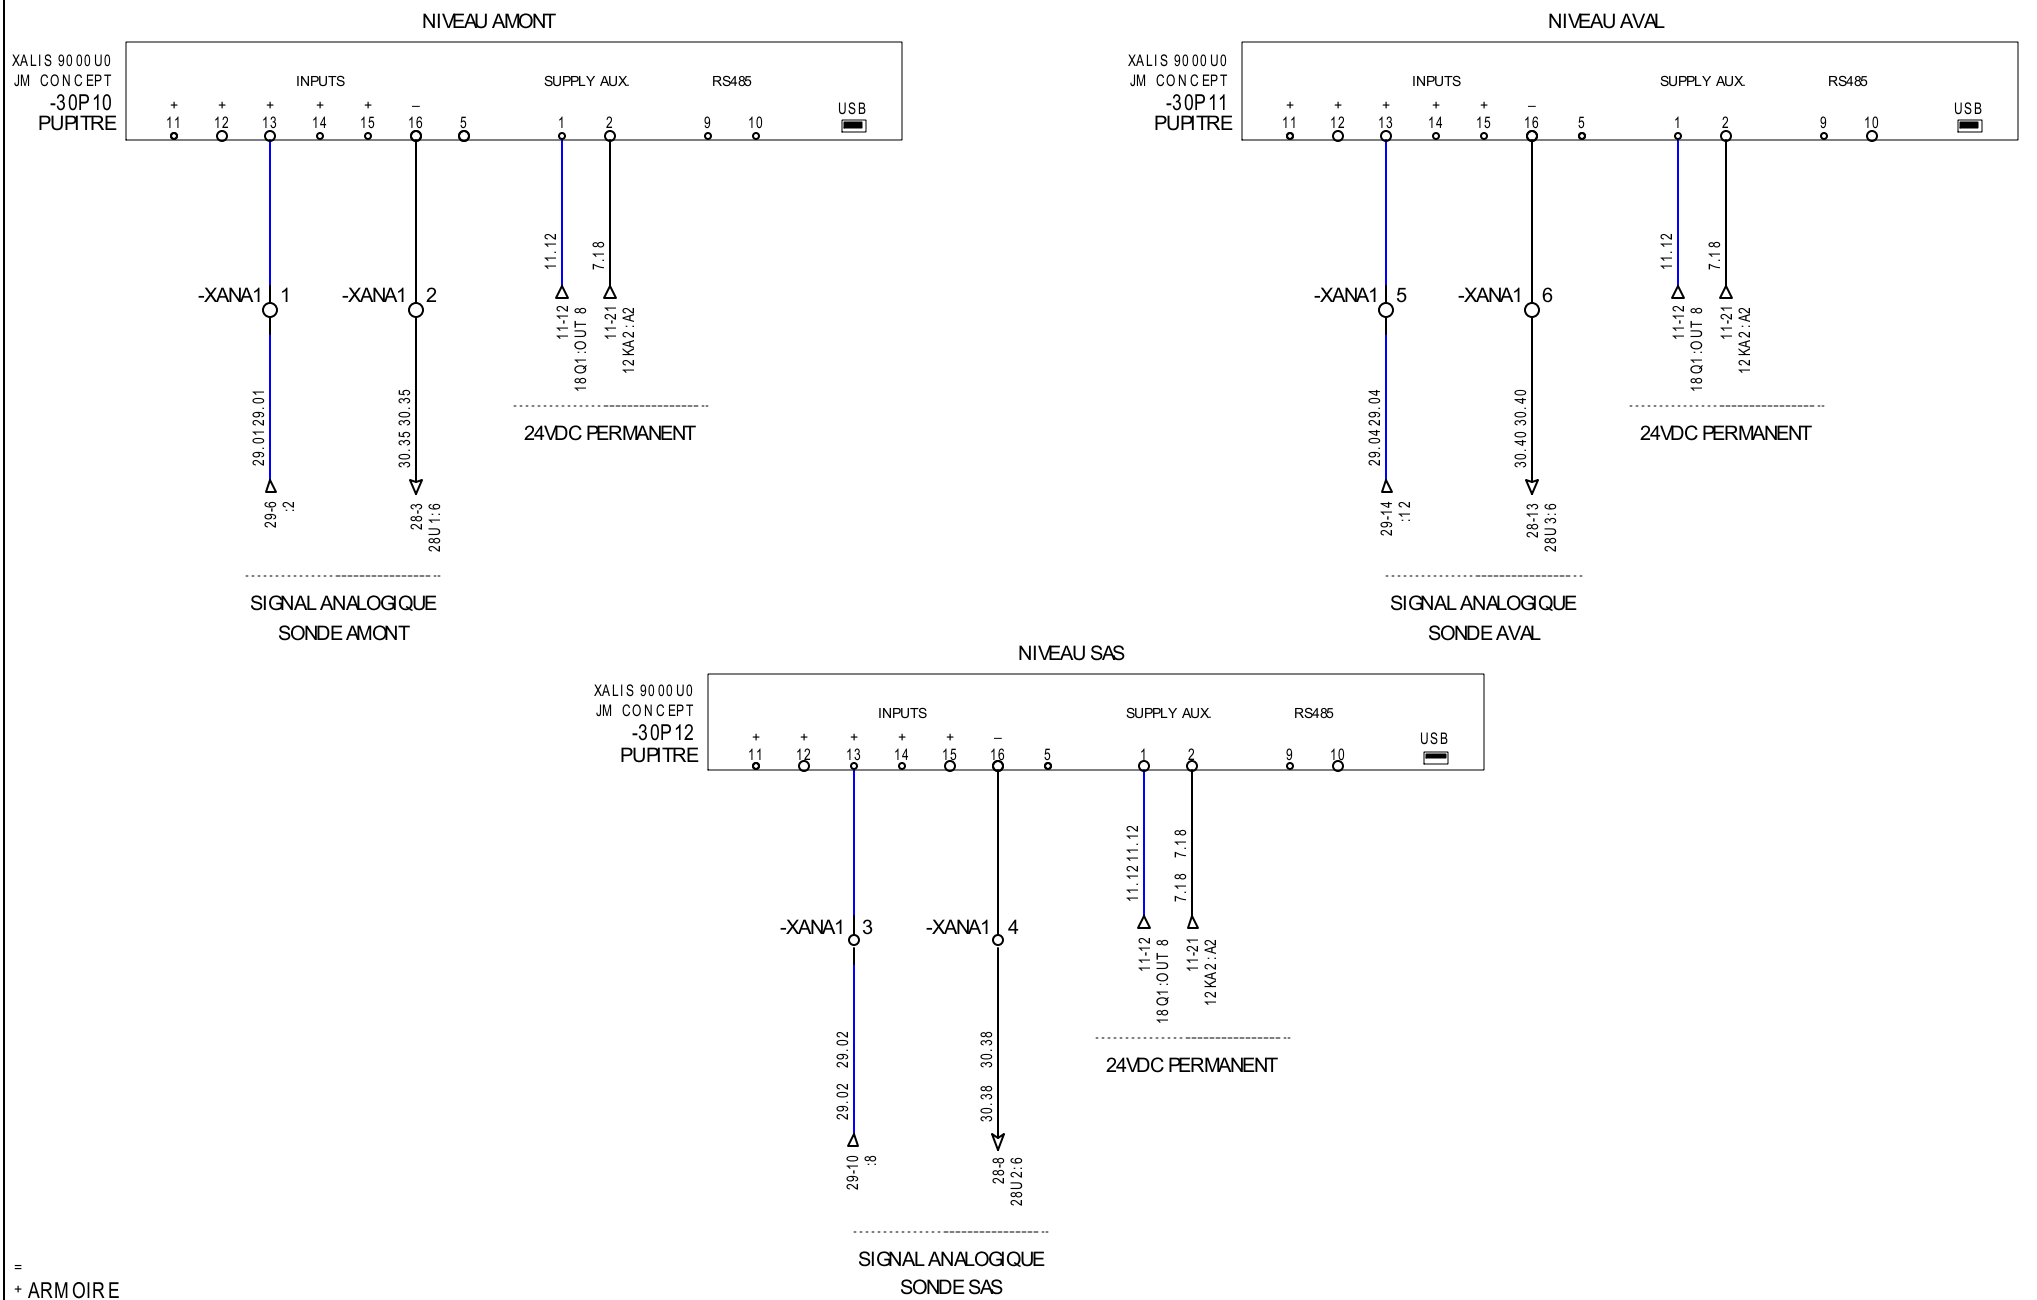 NIVEAU AMONT
XALIS 9000U0
JM CONCEPT
-30P10
PUPITRE
INPUTS
SUPPLY AUX.
RS485
USB
+ + + + + –
11 12 13 14 15 16 5 1 2 9 10
11.12
7.18
-XANA1 1
-XANA1 2
11-12
18Q1:OUT 8
11-21
12KA2:A2
24VDC PERMANENT
29.01 29.01
30.35 30.35
29-6
:2
28-3
28U1:6
SIGNAL ANALOGIQUE
SONDE AMONT
NIVEAU AVAL
XALIS 9000U0
JM CONCEPT
-30P11
PUPITRE
INPUTS
SUPPLY AUX.
RS485
USB
+ + + + + –
11 12 13 14 15 16 5 1 2 9 10
11.12
7.18
-XANA1 5
-XANA1 6
11-12
18Q1:OUT 8
11-21
12KA2:A2
24VDC PERMANENT
29.04 29.04
30.40 30.40
29-14
:12
28-13
28U3:6
SIGNAL ANALOGIQUE
SONDE AVAL
NIVEAU SAS
XALIS 9000U0
JM CONCEPT
-30P12
PUPITRE
INPUTS
SUPPLY AUX.
RS485
USB
+ + + + + –
11 12 13 14 15 16 5 1 2 9 10
11.12 11.12
7.18 7.18
-XANA1 3
-XANA1 4
11-12
18Q1:OUT 8
11-21
12KA2:A2
24VDC PERMANENT
29.02 29.02
30.38 30.38
29-10
:8
28-8
28U2:6
SIGNAL ANALOGIQUE
SONDE SAS
=
+ ARMOIRE